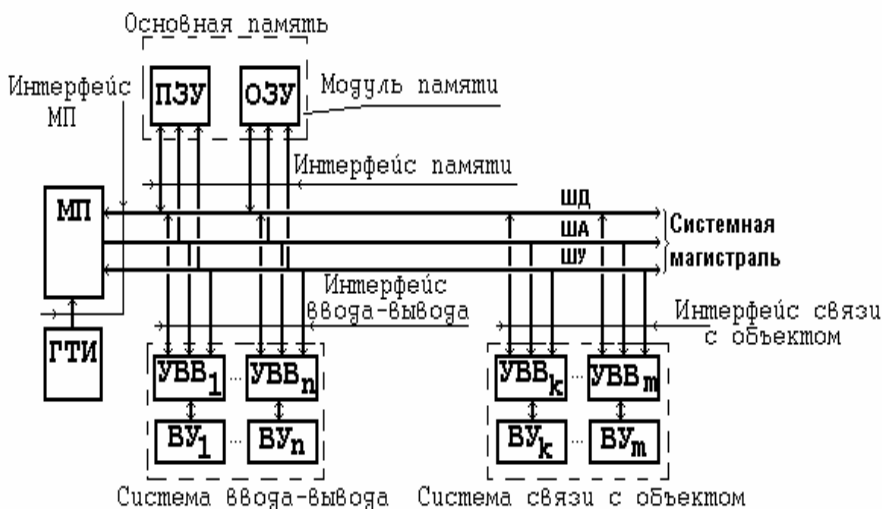 Основная память
Интерфейс
МП
ПЗУ
ОЗУ
Модуль памяти
Интерфейс памяти
МП
ШД
ША
ШУ
Системная
магистраль
Интерфейс
ввода-вывода
Интерфейс связи
с объектом
ГТИ
УВВ1 ... УВВn
УВВk ... УВВm
ВУ1 ... ВУn
ВУk ... ВУm
Система ввода-вывода
Система связи с объектом